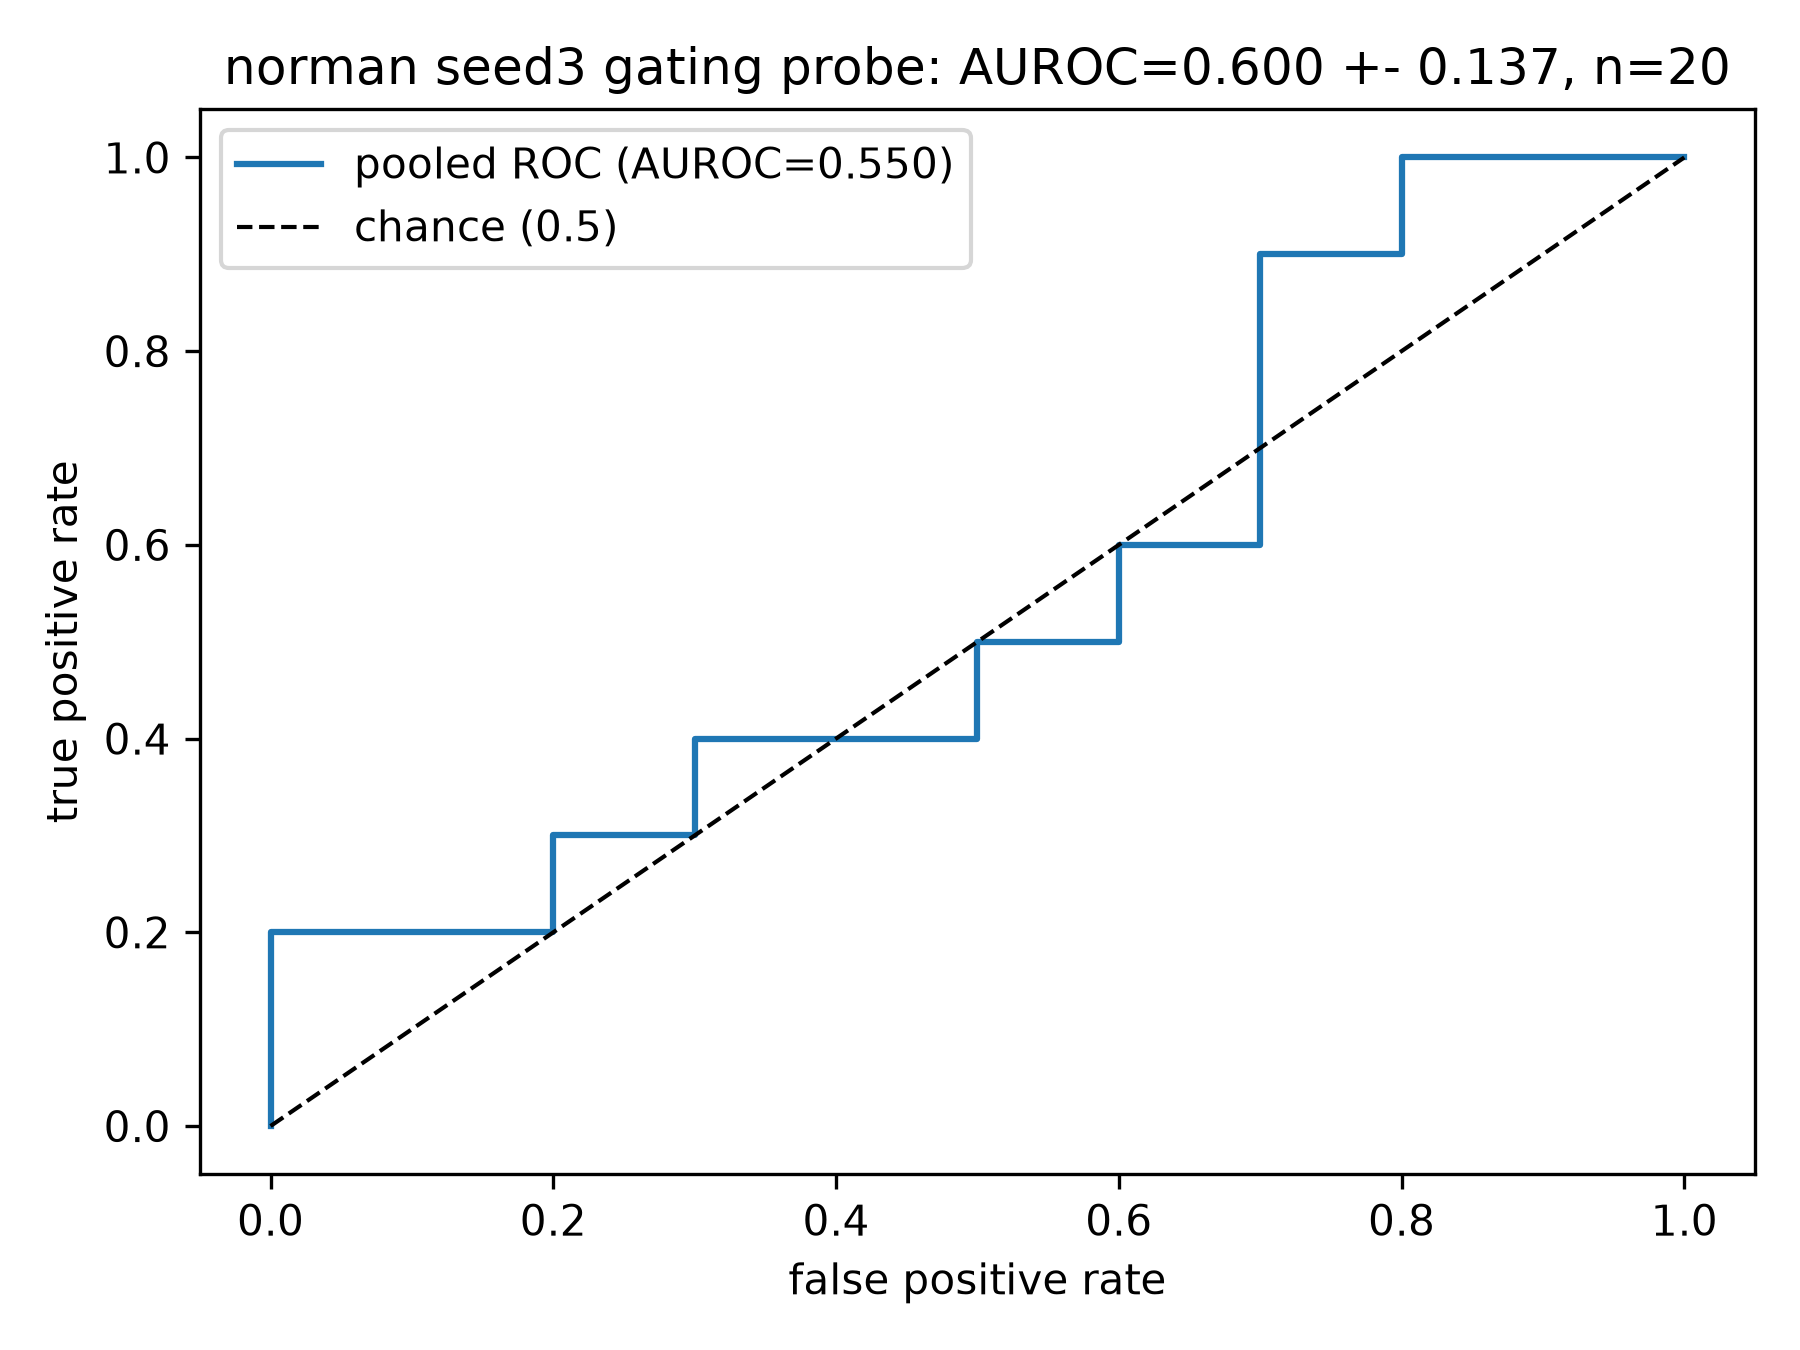 norman seed3 gating probe: AUROC=0.600 +- 0.137, n=20
pooled ROC (AUROC=0.550)
chance (0.5)
1.0
0.8
0.6
0.4
0.2
0.0
true positive rate
0.0 0.2 0.4 0.6 0.8 1.0
false positive rate